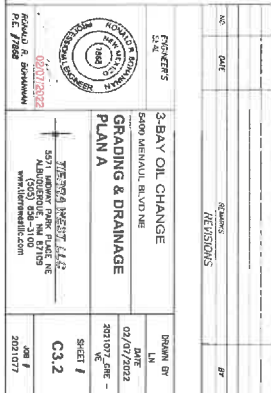 NO.
DATE
REMARKS
BY
REVISIONS
ENGINEER'S
SEAL
RONALD R. BOHANNAN
NEW MEXICO
7868
PROFESSIONAL ENGINEER
02/07/2022
RONALD R. BOHANNAN
P.E. #7868
3-BAY OIL CHANGE
5400 MENAUL BLVD NE
GRADING & DRAINAGE
PLAN A
TIERRA WEST, LLC
5571 MIDWAY PARK PLACE NE
ALBUQUERQUE, NM 87109
(505) 858-3100
www.tierrawestllc.com
DRAWN BY
LN
DATE
02/07/2022
2021077_GRE -
VE
SHEET #
C3.2
JOB #
2021077